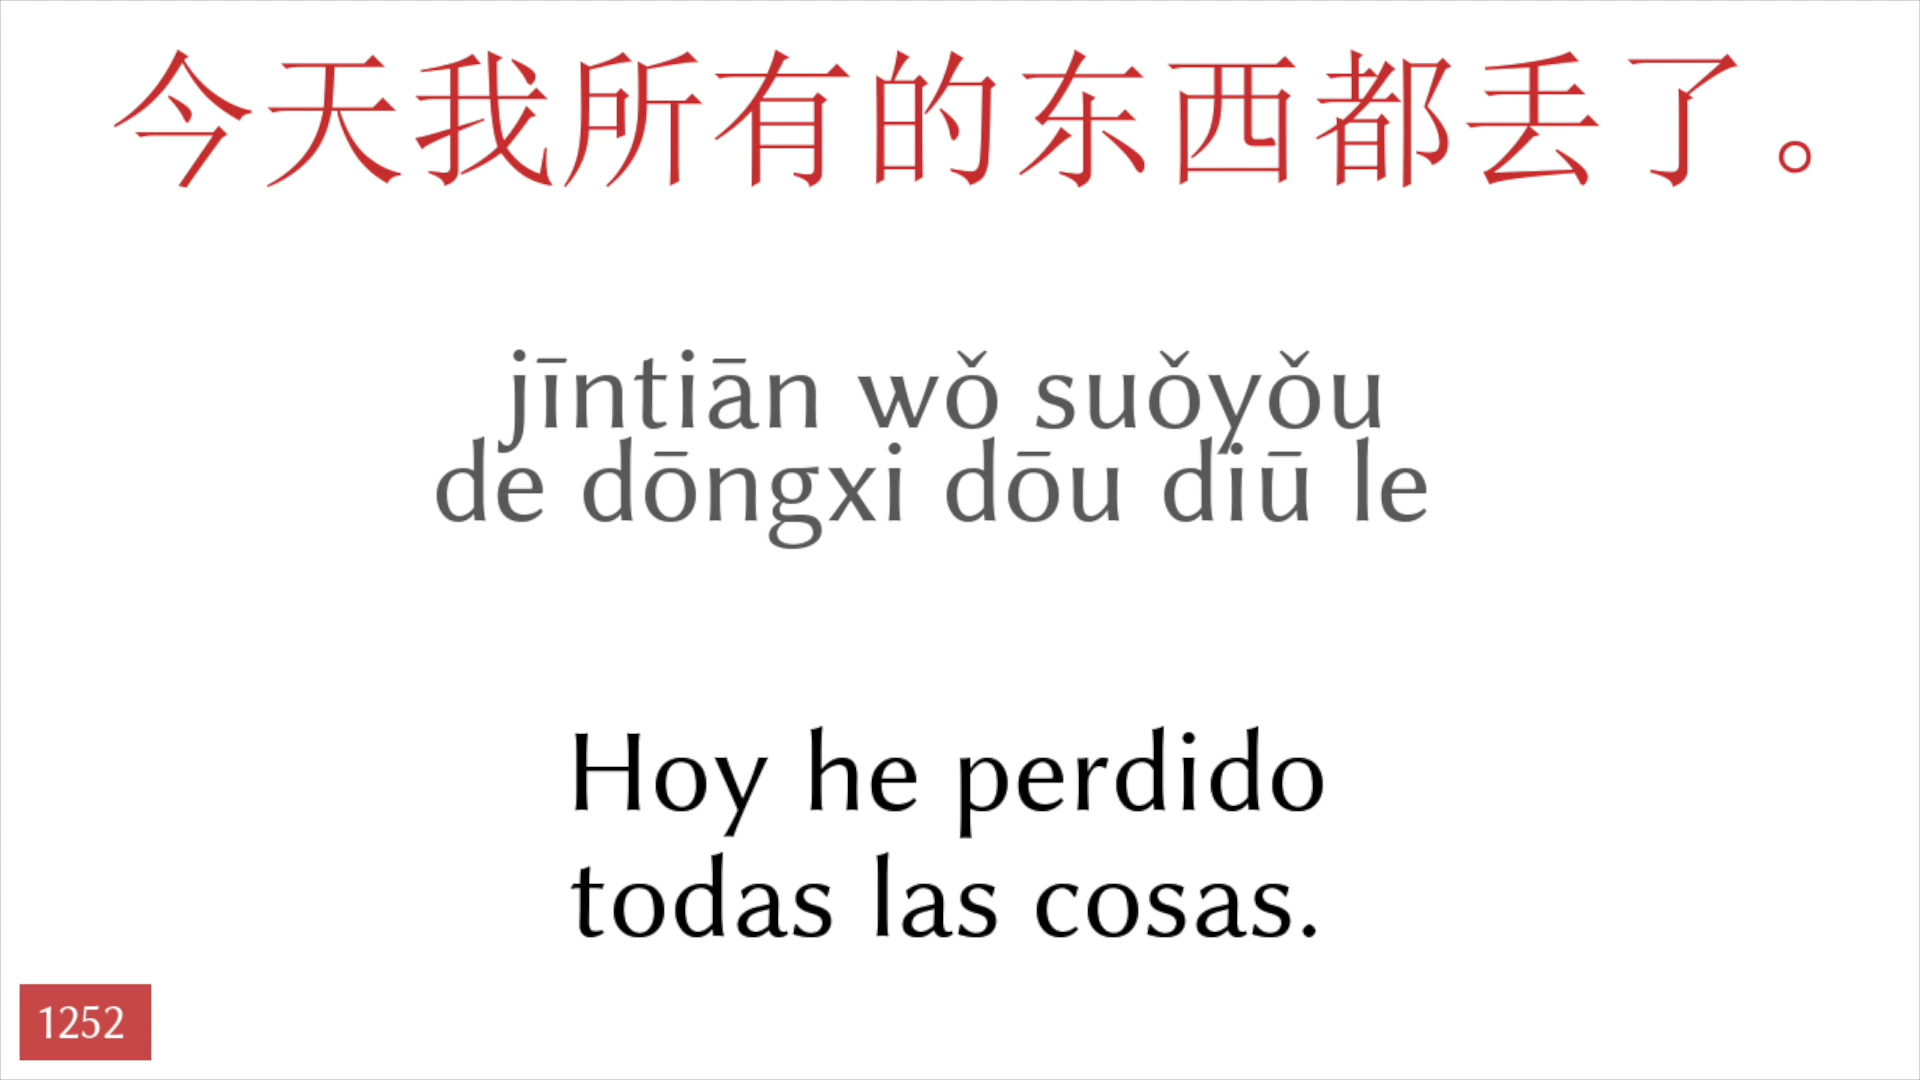 今天我所有的东西都丢了。
jīntiān wǒ suǒyǒu
de dōngxi dōu diū le
Hoy he perdido
todas las cosas.
1252